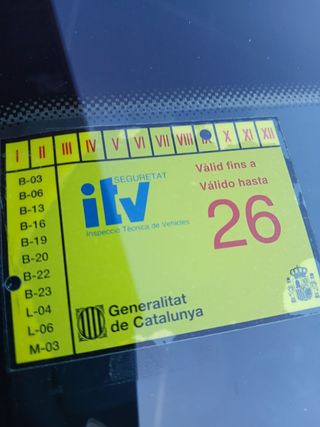 I II III IV V VI VII VIII IX X XI XII
B-03
B-06
B-13
B-16
B-19
B-20
B-22
B-23
L-04
L-06
M-03
SEGURETAT
itv
Inspecció Tècnica de Vehicles
Vàlid fins a
Válido hasta
26
Generalitat
de Catalunya